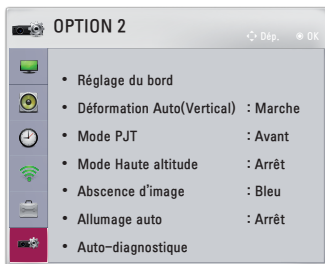 OPTION 2
Dép. OK
• Réglage du bord
• Déformation Auto(Vertical) : Marche
• Mode PJT : Avant
• Mode Haute altitude : Arrêt
• Abscence d'image : Bleu
• Allumage auto : Arrêt
• Auto-diagnostique